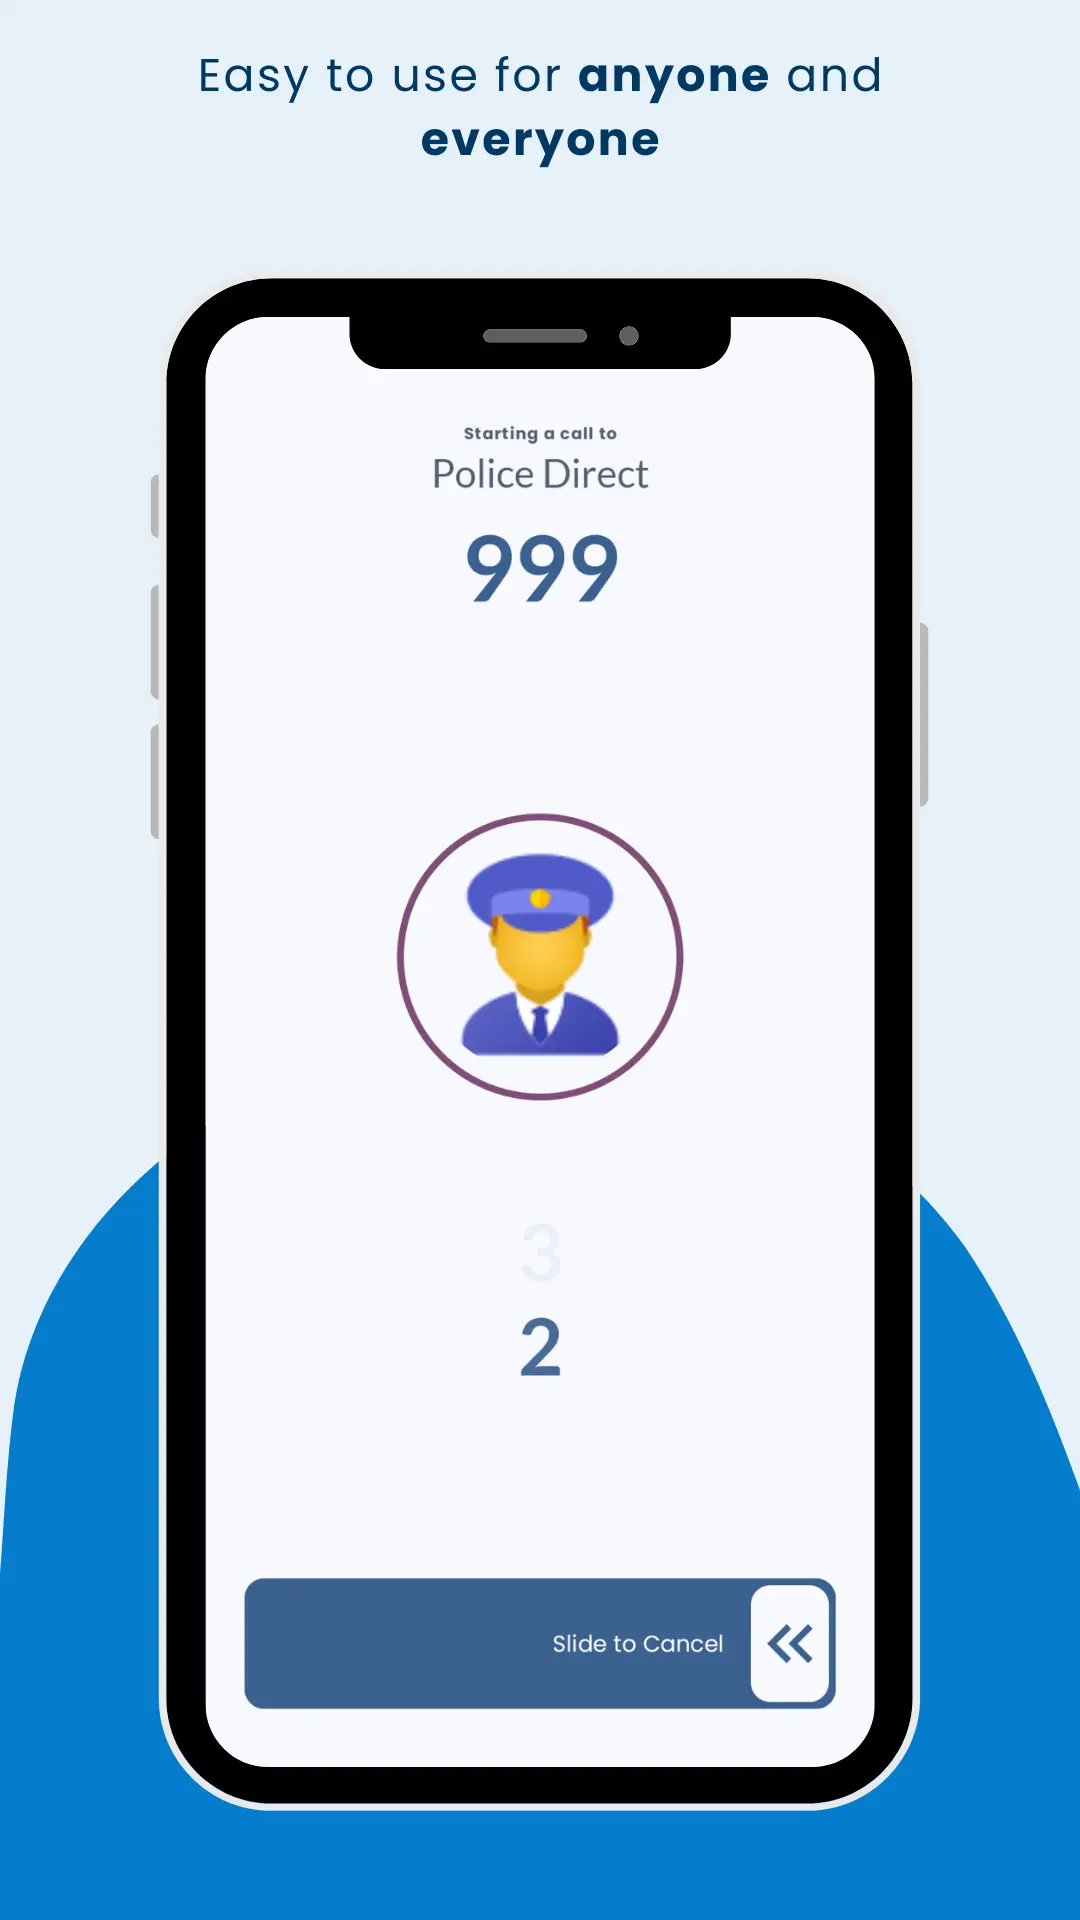 Easy to use for anyone and
everyone
Starting a call to
Police Direct
999
3
2
Slide to Cancel